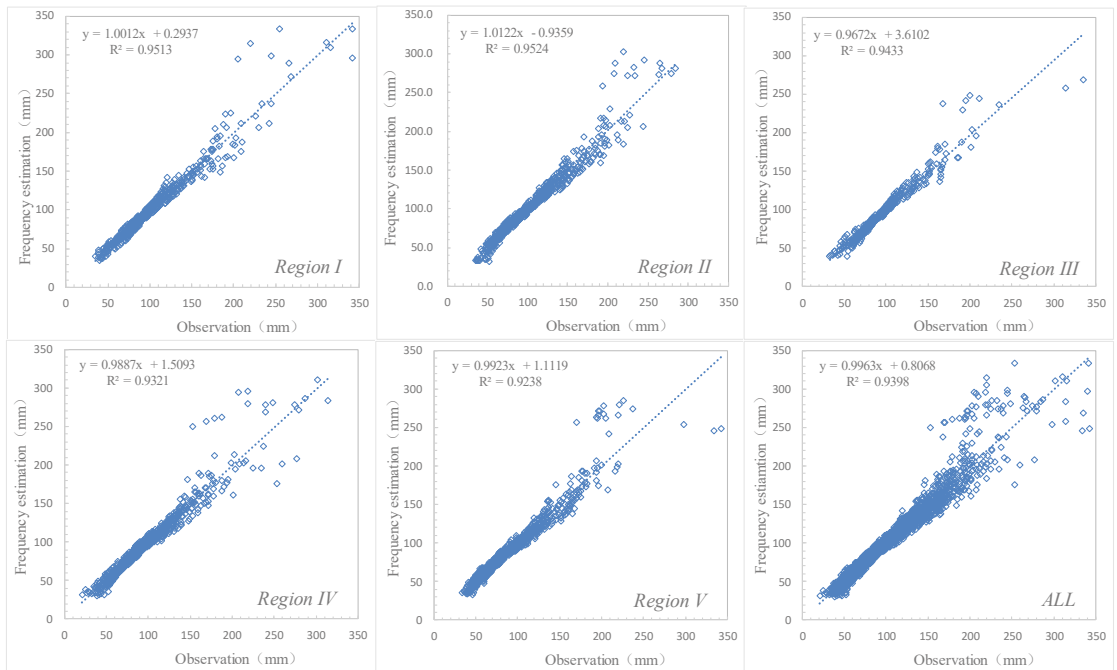 y = 1.0012x + 0.2937
R² = 0.9513
350
300
250
200
150
100
50
0
Frequency estimation（mm）
Region I
0 50 100 150 200 250 300 350
Observation（mm）
y = 1.0122x - 0.9359
R² = 0.9524
350.0
300.0
250.0
200.0
150.0
100.0
50.0
0.0
Frequency estimation（mm）
Region II
0 50 100 150 200 250 300 350
Observation（mm）
y = 0.9672x + 3.6102
R² = 0.9433
350
300
250
200
150
100
50
0
Frequency estimation（mm）
Region III
0 50 100 150 200 250 300 350
Observation（mm）
y = 0.9887x + 1.5093
R² = 0.9321
350
300
250
200
150
100
50
0
Frequency estimation（mm）
Region IV
0 50 100 150 200 250 300 350
Observation（mm）
y = 0.9923x + 1.1119
R² = 0.9238
350
300
250
200
150
100
50
0
Frequency estimation（mm）
Region V
0 50 100 150 200 250 300 350
Observation（mm）
y = 0.9963x + 0.8068
R² = 0.9398
350
300
250
200
150
100
50
0
Frequency estiamtion（mm）
ALL
0 50 100 150 200 250 300 350
Observation（mm）